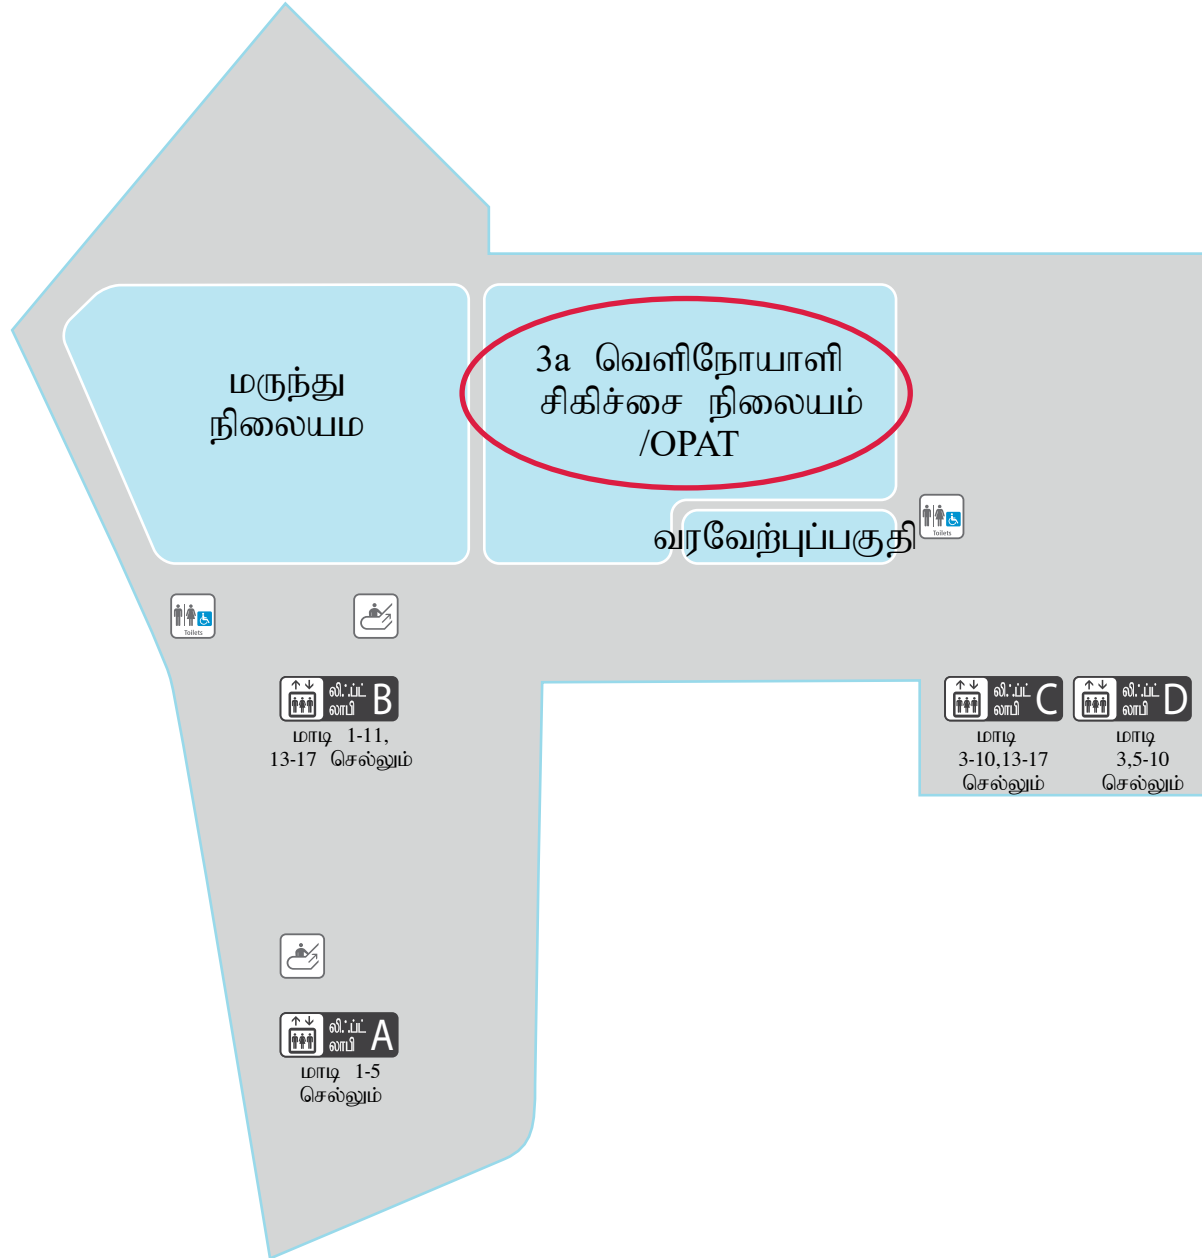 மருந்து
நிலையம
3a வெளிநோயாளி
சிகிச்சை நிலையம்
/OPAT
வரவேற்புப்பகுதி
Toilets
Toilets
லிஃப்ட்
லாபி B
மாடி 1-11,
13-17 செல்லும்
லிஃப்ட்
லாபி C
மாடி
3-10,13-17
செல்லும்
லிஃப்ட்
லாபி D
மாடி
3,5-10
செல்லும்
லிஃப்ட்
லாபி A
மாடி 1-5
செல்லும்